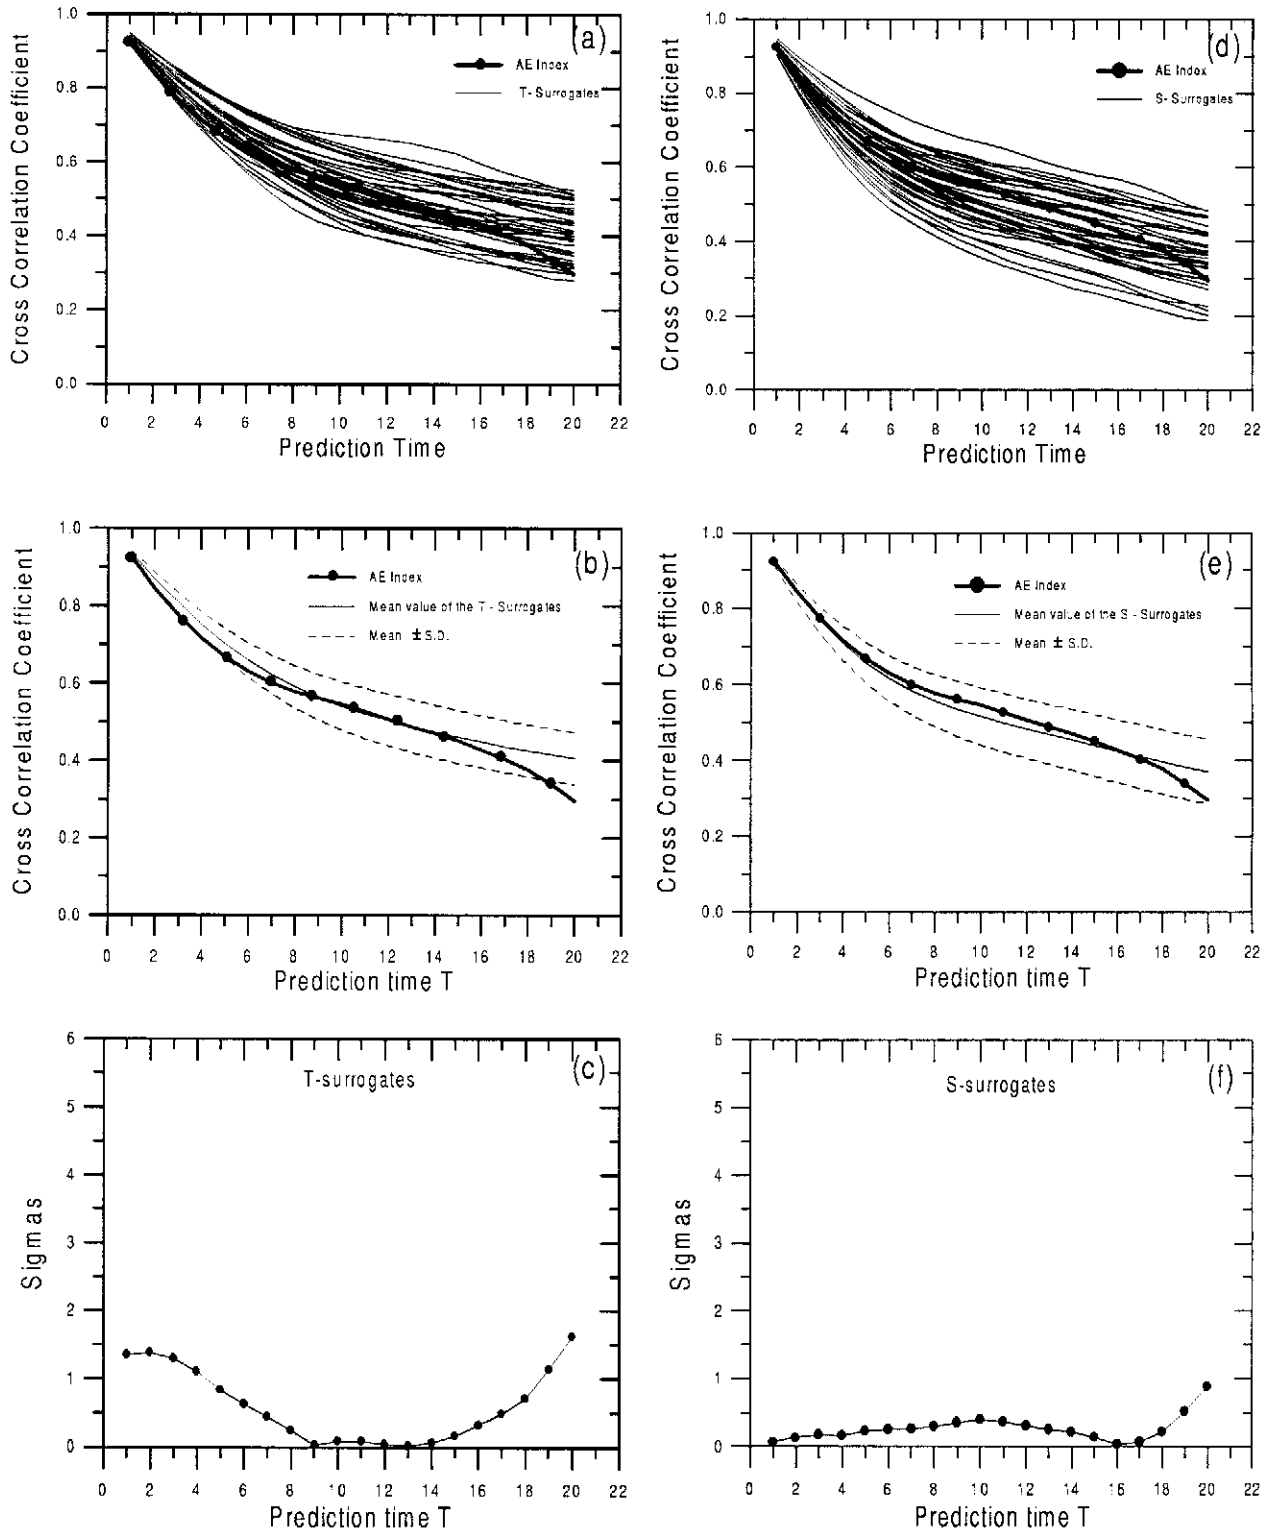 (a)
AE Index
T- Surrogates
Cross Correlation Coefficient
1.0
0.8
0.6
0.4
0.2
0.0
0 2 4 6 8 10 12 14 16 18 20 22
Prediction Time
(d)
AE Index
S- Surrogates
Cross Correlation Coefficient
1.0
0.8
0.6
0.4
0.2
0.0
0 2 4 6 8 10 12 14 16 18 20 22
Prediction Time
(b)
AE Index
Mean value of the T - Surrogates
Mean ± S.D.
Cross Correlation Coefficient
1.0
0.8
0.6
0.4
0.2
0.0
0 2 4 6 8 10 12 14 16 18 20 22
Prediction time T
(e)
AE Index
Mean value of the S - Surrogates
Mean ± S.D.
Cross Correlation Coefficient
1.0
0.8
0.6
0.4
0.2
0.0
0 2 4 6 8 10 12 14 16 18 20 22
Prediction time T
(c)
T-surrogates
Sigmas
6
5
4
3
2
1
0
0 2 4 6 8 10 12 14 16 18 20 22
Prediction time T
(f)
S-surrogates
Sigmas
6
5
4
3
2
1
0
0 2 4 6 8 10 12 14 16 18 20 22
Prediction time T